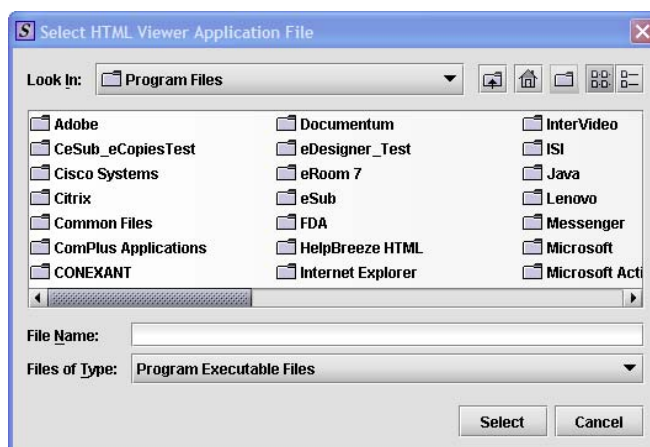 S Select HTML Viewer Application File
Look In: Program Files
Adobe Documentum InterVideo
CeSub_eCopiesTest eDesigner_Test ISI
Cisco Systems eRoom 7 Java
Citrix eSub Lenovo
Common Files FDA Messenger
ComPlus Applications HelpBreeze HTML Microsoft
CONEXANT Internet Explorer Microsoft Acti
File Name:
Files of Type: Program Executable Files
Select Cancel